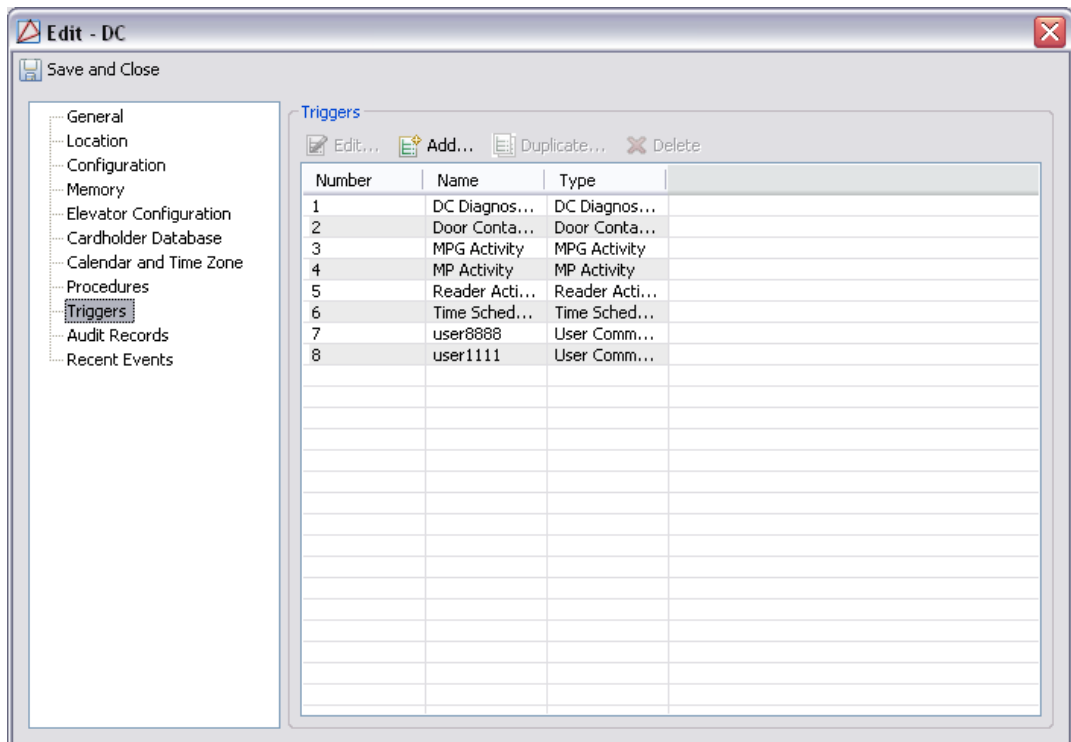 Edit - DC
Save and Close
General
Location
Configuration
Memory
Elevator Configuration
Cardholder Database
Calendar and Time Zone
Procedures
Triggers
Audit Records
Recent Events
Triggers
Edit... Add... Duplicate... Delete
Number Name Type
1 DC Diagnos... DC Diagnos...
2 Door Conta... Door Conta...
3 MPG Activity MPG Activity
4 MP Activity MP Activity
5 Reader Acti... Reader Acti...
6 Time Sched... Time Sched...
7 user8888 User Comm...
8 user1111 User Comm...